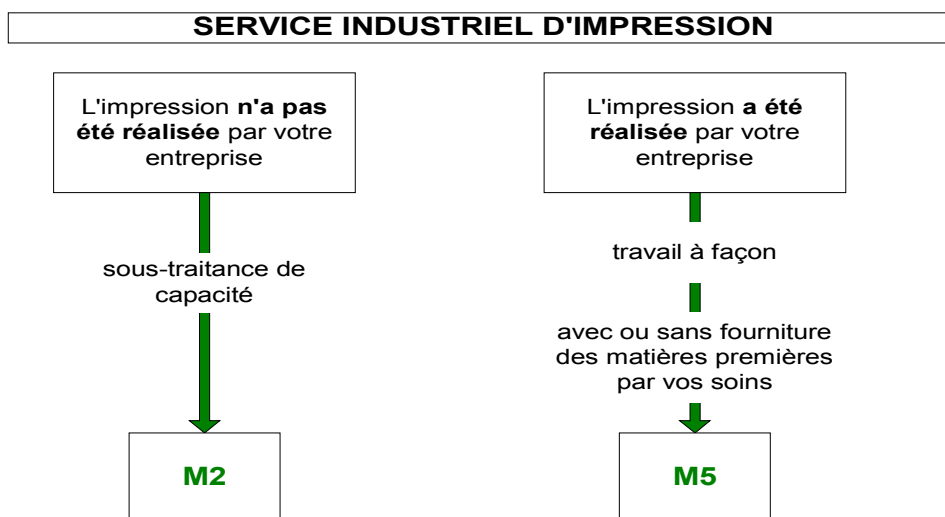 SERVICE INDUSTRIEL D'IMPRESSION
L'impression n'a pas
été réalisée par votre
entreprise
sous-traitance de
capacité
M2
L'impression a été
réalisée par votre
entreprise
travail à façon
avec ou sans fourniture
des matières premières
par vos soins
M5